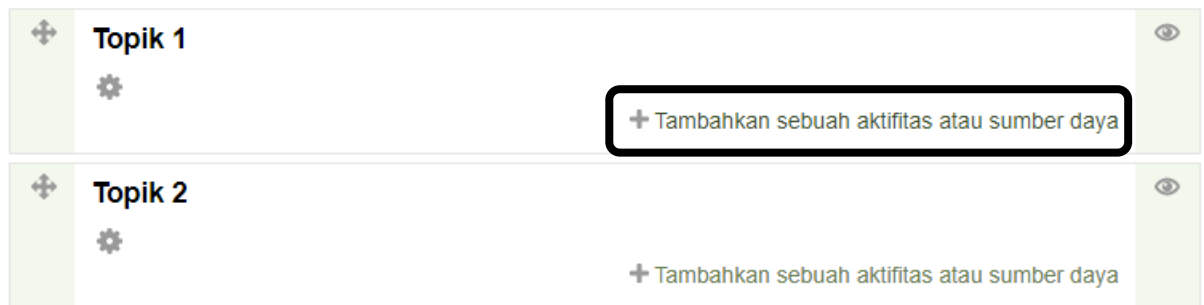 Topik 1
Tambahkan sebuah aktifitas atau sumber daya
Topik 2
Tambahkan sebuah aktifitas atau sumber daya